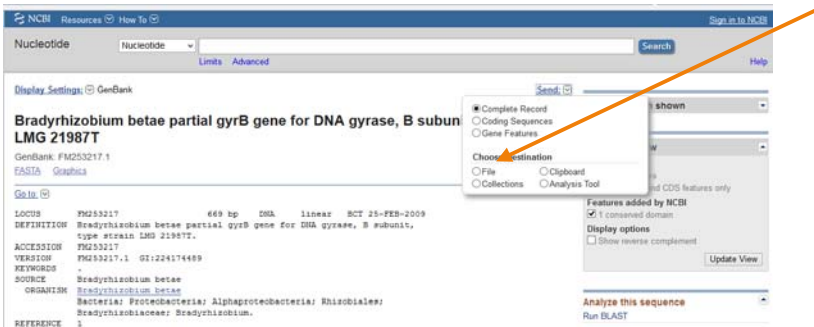 NCBI Resources How To Sign in to NCBI
Nucleotide Nucleotide Search
Limits Advanced Help
Display Settings: GenBank Send:
Complete Record
Coding Sequences
Gene Features
shown
Bradyrhizobium betae partial gyrB gene for DNA gyrase, B subun
LMG 21987T
GenBank: FM253217.1
FASTA Graphics
Choose Destination
File Clipboard
Collections Analysis Tool
nd CDS features only
Features added by NCBI
1 conserved domain
Display options
Show reverse complement
Update View
Go to:
LOCUS FM253217 669 bp DNA linear BCT 25-FEB-2009
DEFINITION Bradyrhizobium betae partial gyrB gene for DNA gyrase, B subunit,
type strain LMG 21987T.
ACCESSION FM253217
VERSION FM253217.1 GI:224174489
KEYWORDS .
SOURCE Bradyrhizobium betae
ORGANISM Bradyrhizobium betae
Bacteria; Proteobacteria; Alphaproteobacteria; Rhizobiales;
Bradyrhizobiaceae; Bradyrhizobium.
REFERENCE 1
Analyze this sequence
Run BLAST